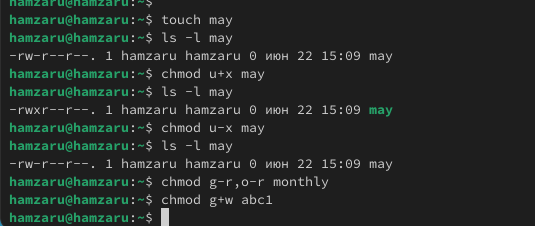 hamzaru@hamzaru:~$
hamzaru@hamzaru:~$ touch may
hamzaru@hamzaru:~$ ls -l may
-rw-r--r--. 1 hamzaru hamzaru 0 июн 22 15:09 may
hamzaru@hamzaru:~$ chmod u+x may
hamzaru@hamzaru:~$ ls -l may
-rwxr--r--. 1 hamzaru hamzaru 0 июн 22 15:09 may
hamzaru@hamzaru:~$ chmod u-x may
hamzaru@hamzaru:~$ ls -l may
-rw-r--r--. 1 hamzaru hamzaru 0 июн 22 15:09 may
hamzaru@hamzaru:~$ chmod g-r,o-r monthly
hamzaru@hamzaru:~$ chmod g+w abc1
hamzaru@hamzaru:~$